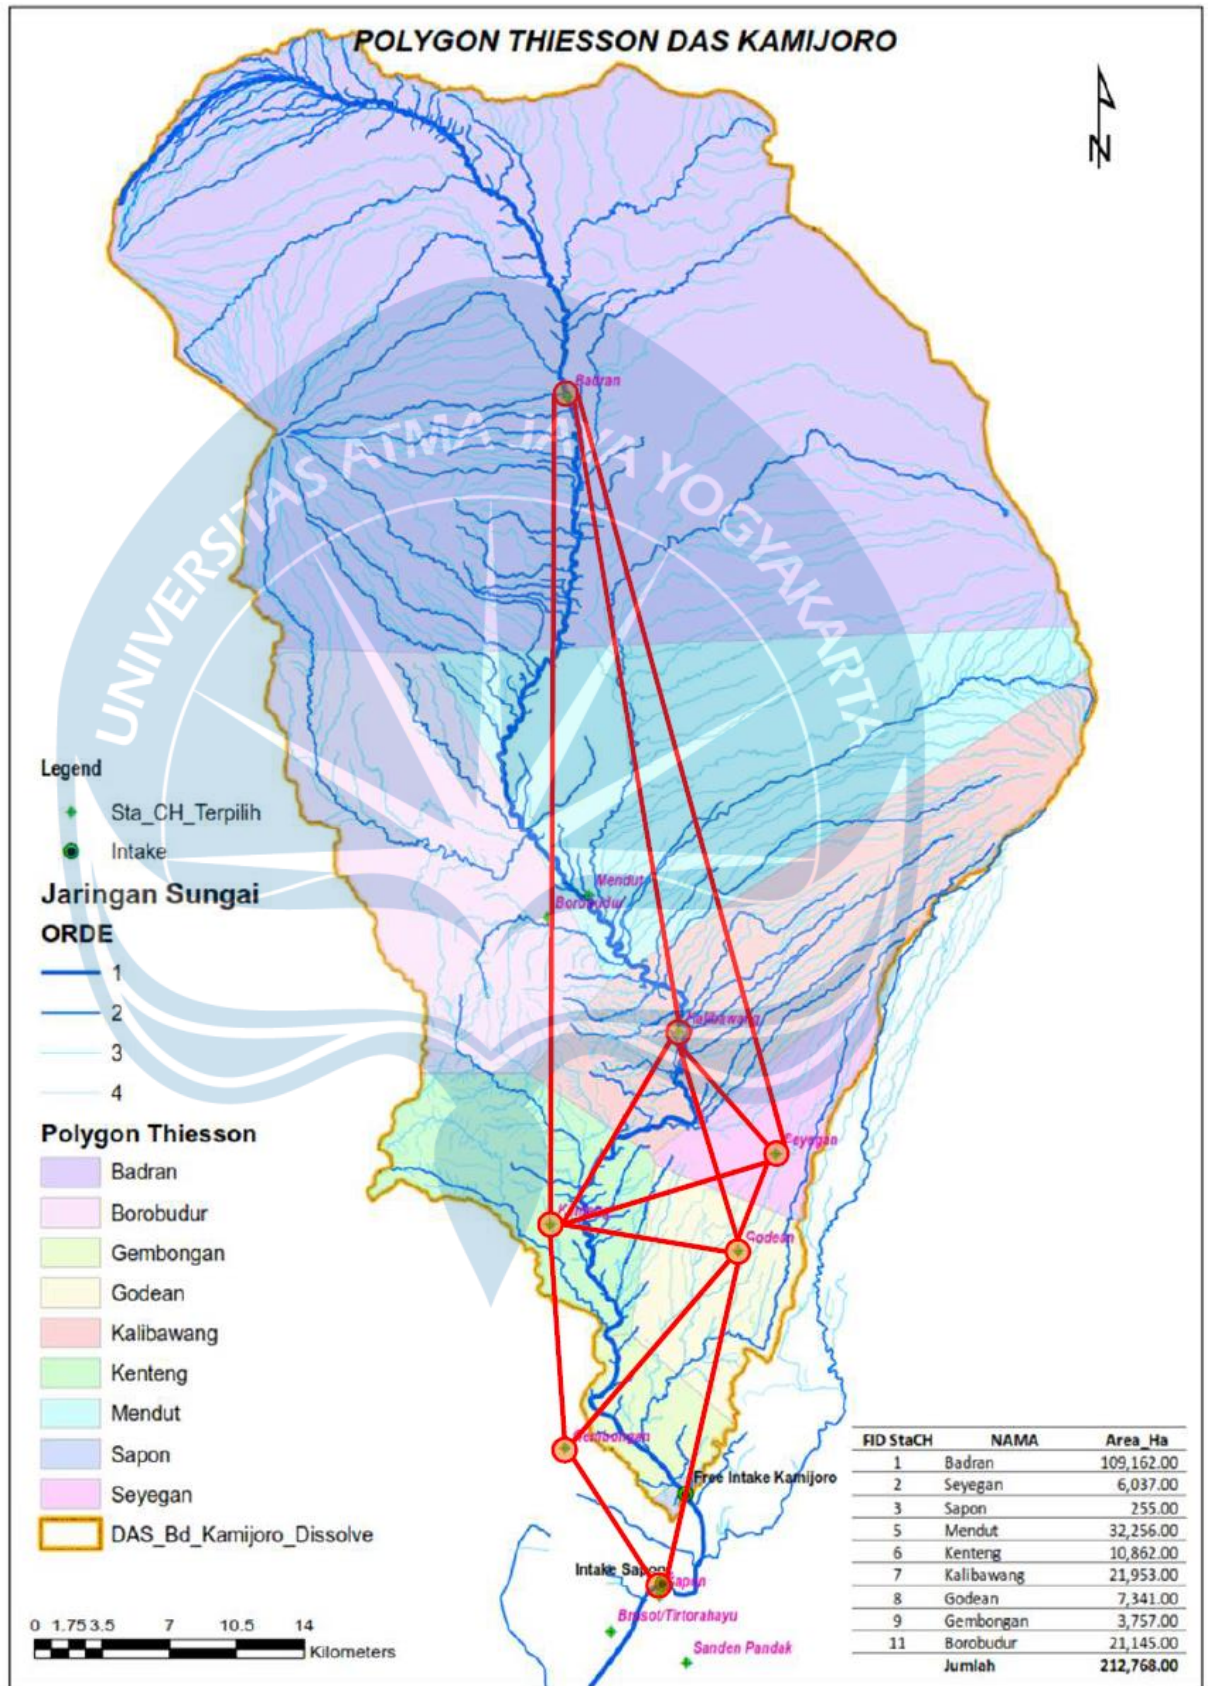 POLYGON THIESSON DAS KAMIJORO
N
UNIVERSITAS ATMA JAYA YOGYAKARTA
Badran
Mendut
Borobudur
Kalibawang
Seyegan
Kenteng
Godean
Gembongan
Free Intake Kamijoro
Intake Sapon
Sapon
Brosot/Tirtorahayu
Sanden Pandak
Legend
Sta_CH_Terpilih
Intake
Jaringan Sungai
ORDE
1
2
3
4
Polygon Thiesson
Badran
Borobudur
Gembongan
Godean
Kalibawang
Kenteng
Mendut
Sapon
Seyegan
DAS_Bd_Kamijoro_Dissolve
0 1.75 3.5 7 10.5 14
Kilometers
FID StaCH NAMA Area_Ha
1 Badran 109,162.00
2 Seyegan 6,037.00
3 Sapon 255.00
5 Mendut 32,256.00
6 Kenteng 10,862.00
7 Kalibawang 21,953.00
8 Godean 7,341.00
9 Gembongan 3,757.00
11 Borobudur 21,145.00
Jumlah 212,768.00